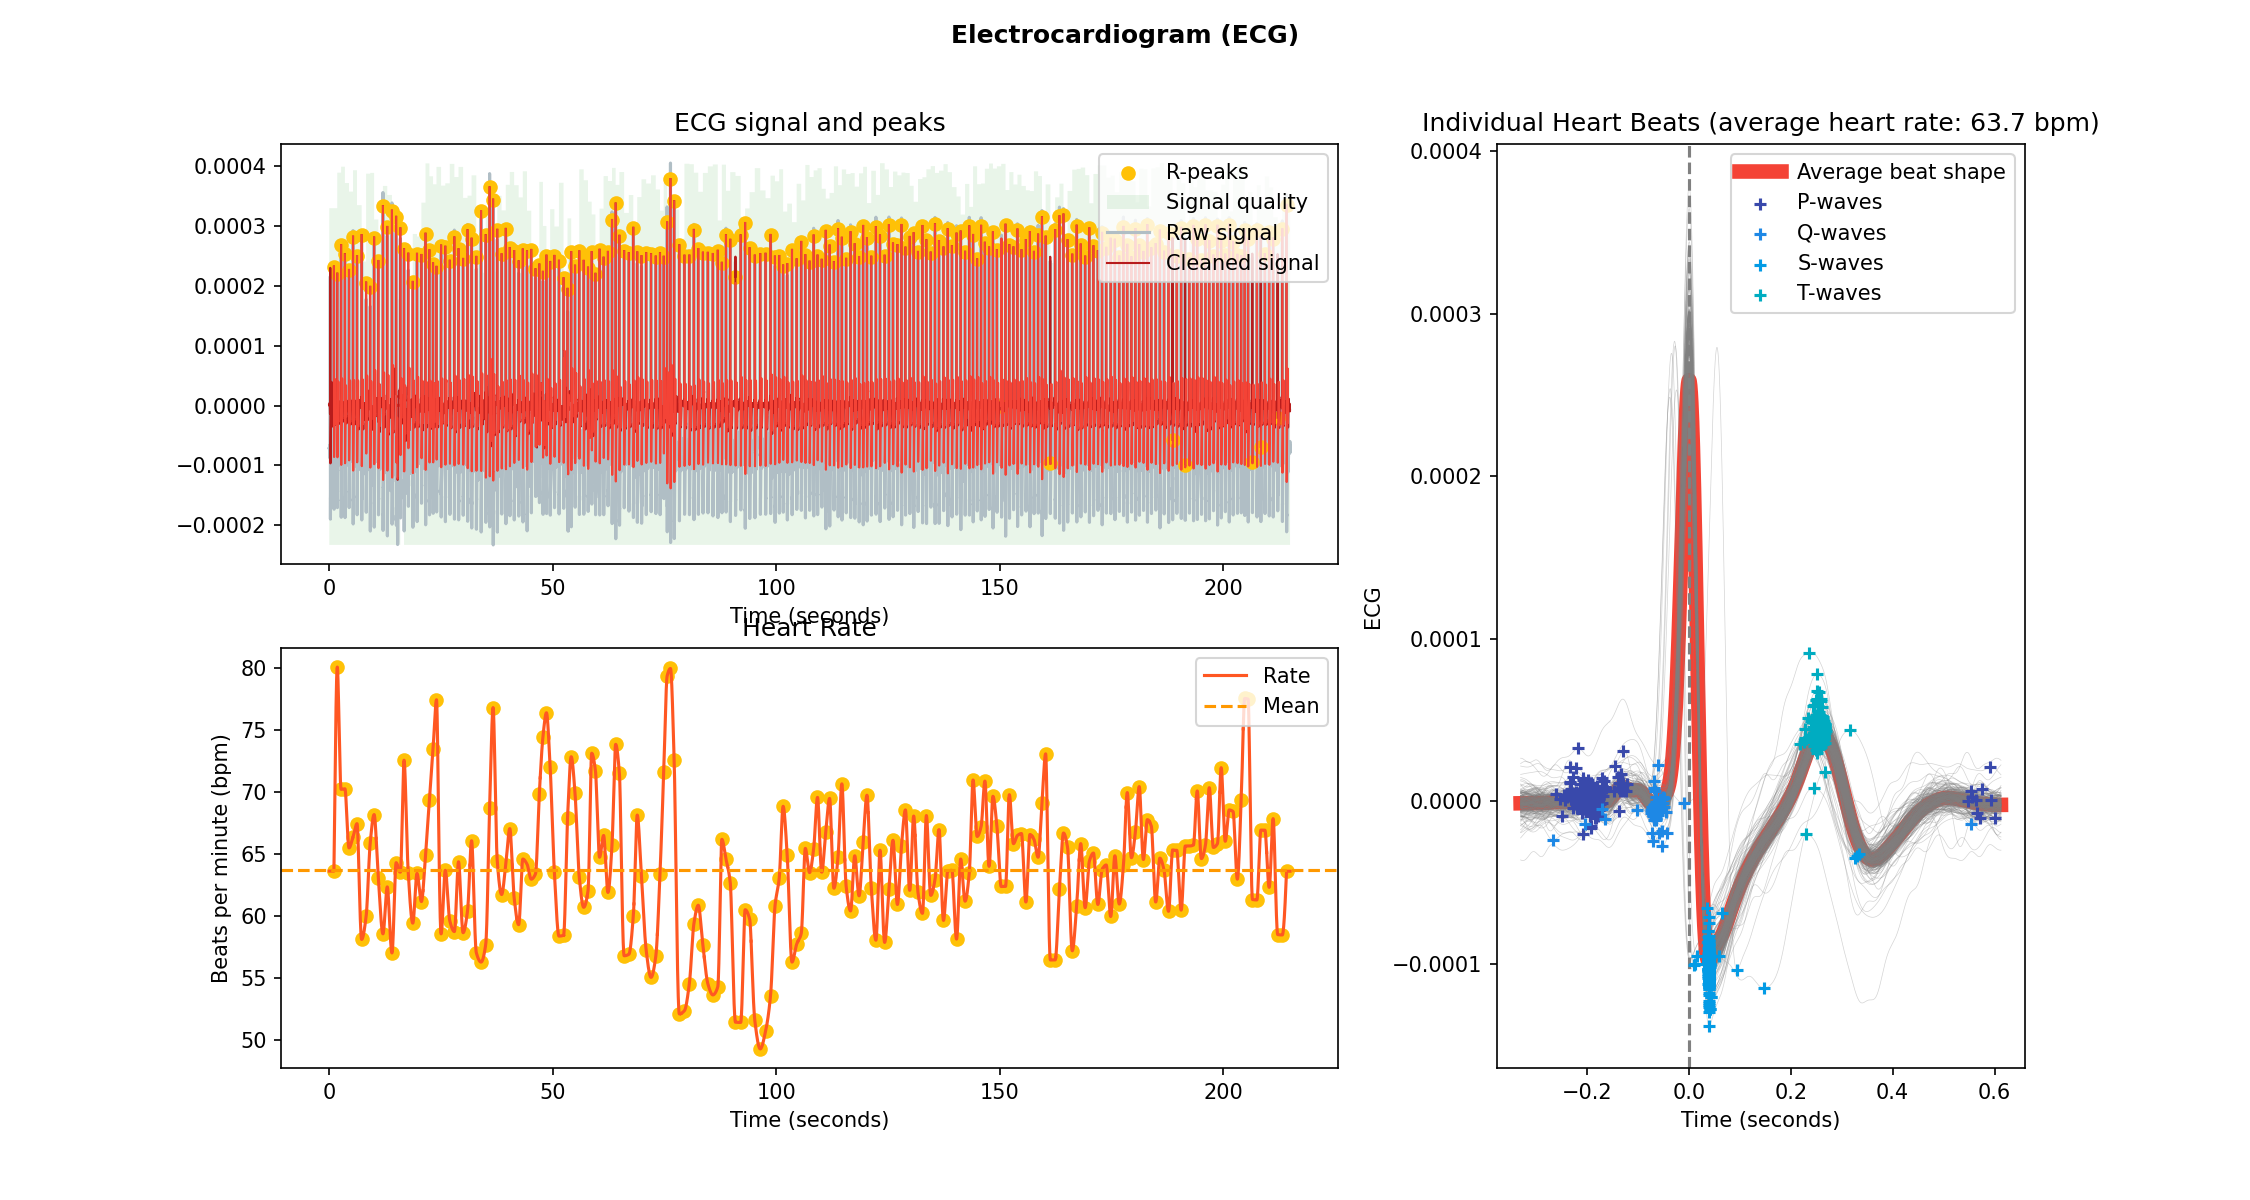 Electrocardiogram (ECG)
ECG signal and peaks
0.0004
0.0003
0.0002
0.0001
0.0000
−0.0001
−0.0002
R-peaks
Signal quality
Raw signal
Cleaned signal
0 50 100 150 200
Time (seconds)
Heart Rate
80
75
70
65
60
55
50
Beats per minute (bpm)
Rate
Mean
0 50 100 150 200
Time (seconds)
Individual Heart Beats (average heart rate: 63.7 bpm)
0.0004
0.0003
0.0002
0.0001
0.0000
−0.0001
ECG
Average beat shape
P-waves
Q-waves
S-waves
T-waves
−0.2 0.0 0.2 0.4 0.6
Time (seconds)